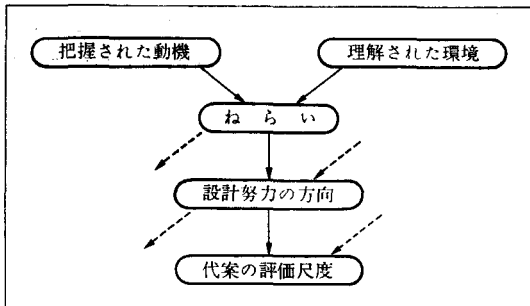 把握された動機
理解された環境
ねらい
設計努力の方向
代案の評価尺度